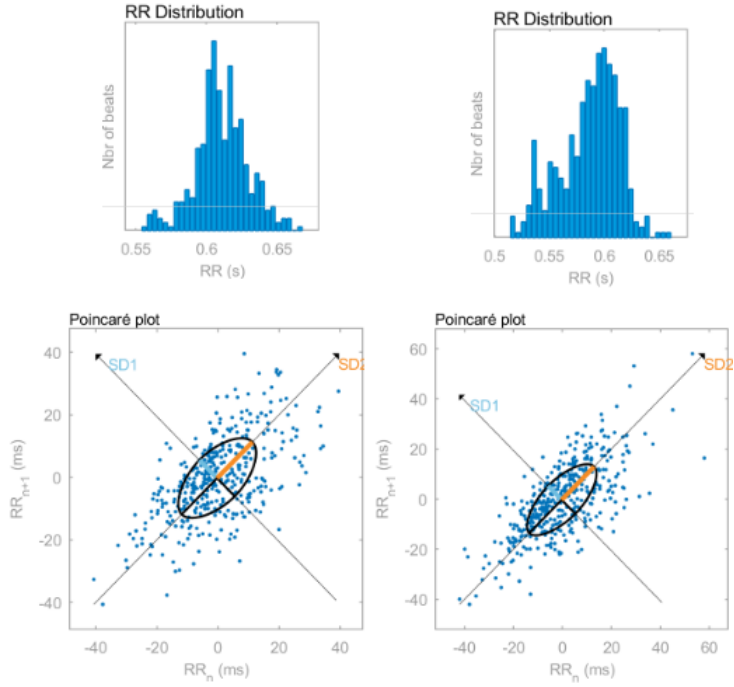 RR Distribution
Nbr of beats
0.55 0.6 0.65
RR (s)
RR Distribution
Nbr of beats
0.5 0.55 0.6 0.65
RR (s)
Poincaré plot
SD1
SD2
40
20
0
-20
-40
RRn+1 (ms)
-40 -20 0 20 40
RRn (ms)
Poincaré plot
SD1
SD2
60
40
20
0
-20
-40
RRn+1 (ms)
-40 -20 0 20 40 60
RRn (ms)